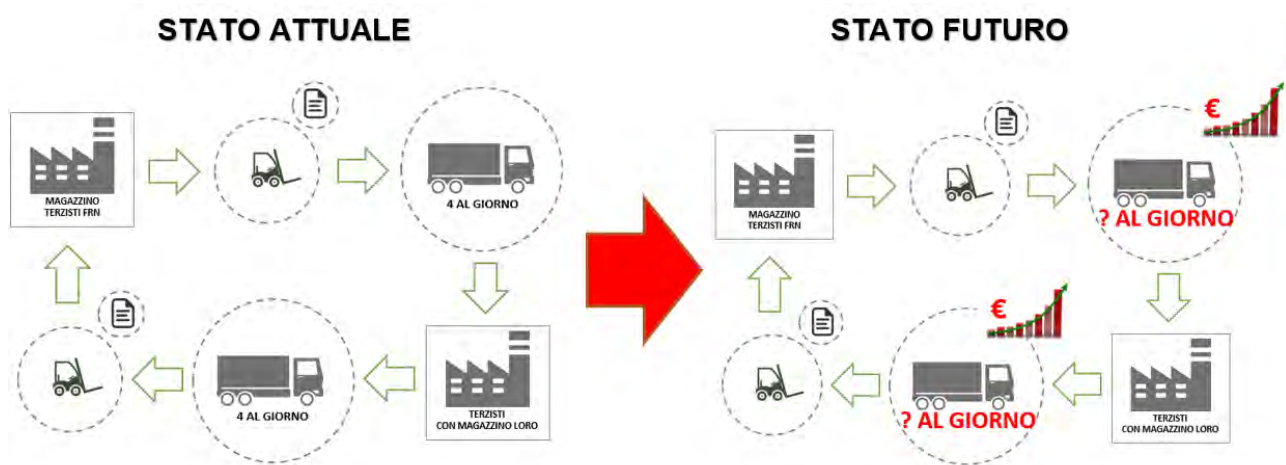 STATO ATTUALE
MAGAZZINO
TERZISTI FRN
4 AL GIORNO
4 AL GIORNO
TERZISTI
CON MAGAZZINO LORO
STATO FUTURO
€
MAGAZZINO
TERZISTI FRN
? AL GIORNO
€
? AL GIORNO
TERZISTI
CON MAGAZZINO LORO